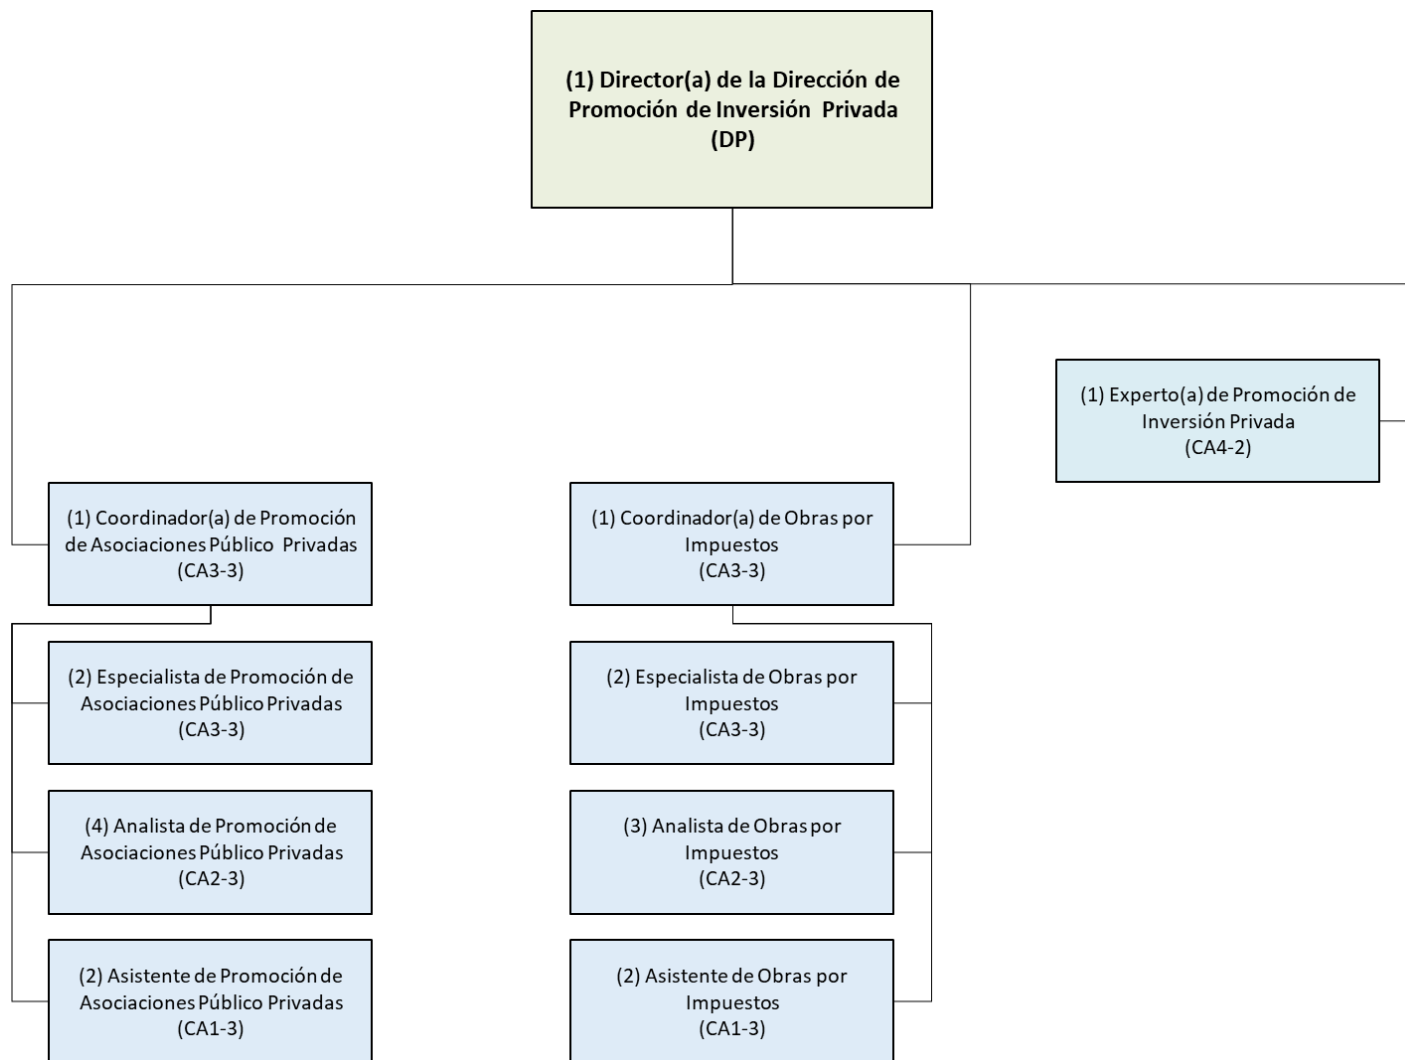 (1) Director(a) de la Dirección de
Promoción de Inversión Privada
(DP)
(1) Experto(a) de Promoción de
Inversión Privada
(CA4-2)
(1) Coordinador(a) de Promoción
de Asociaciones Público Privadas
(CA3-3)
(2) Especialista de Promoción de
Asociaciones Público Privadas
(CA3-3)
(4) Analista de Promoción de
Asociaciones Público Privadas
(CA2-3)
(2) Asistente de Promoción de
Asociaciones Público Privadas
(CA1-3)
(1) Coordinador(a) de Obras por
Impuestos
(CA3-3)
(2) Especialista de Obras por
Impuestos
(CA3-3)
(3) Analista de Obras por
Impuestos
(CA2-3)
(2) Asistente de Obras por
Impuestos
(CA1-3)